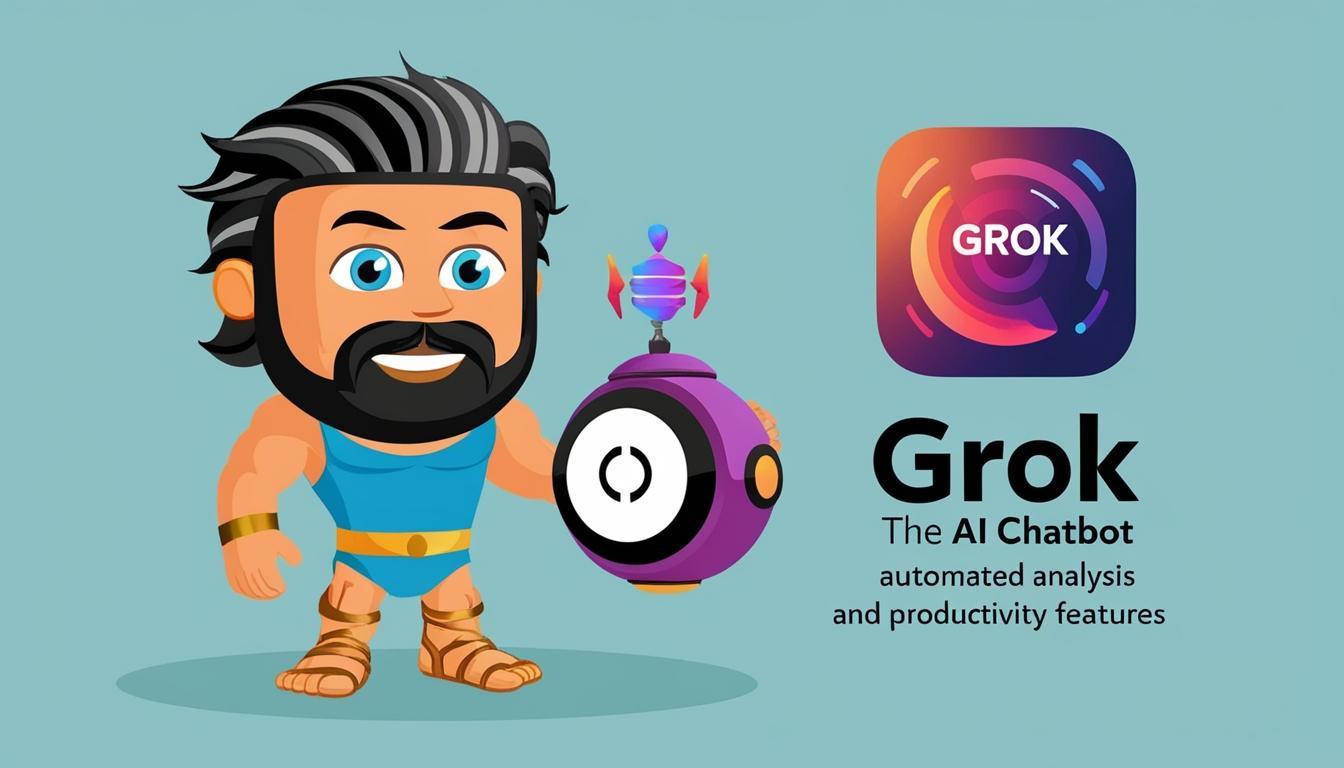 GROK
Grok
The AI Chatbot
automated analysis
and productivity features